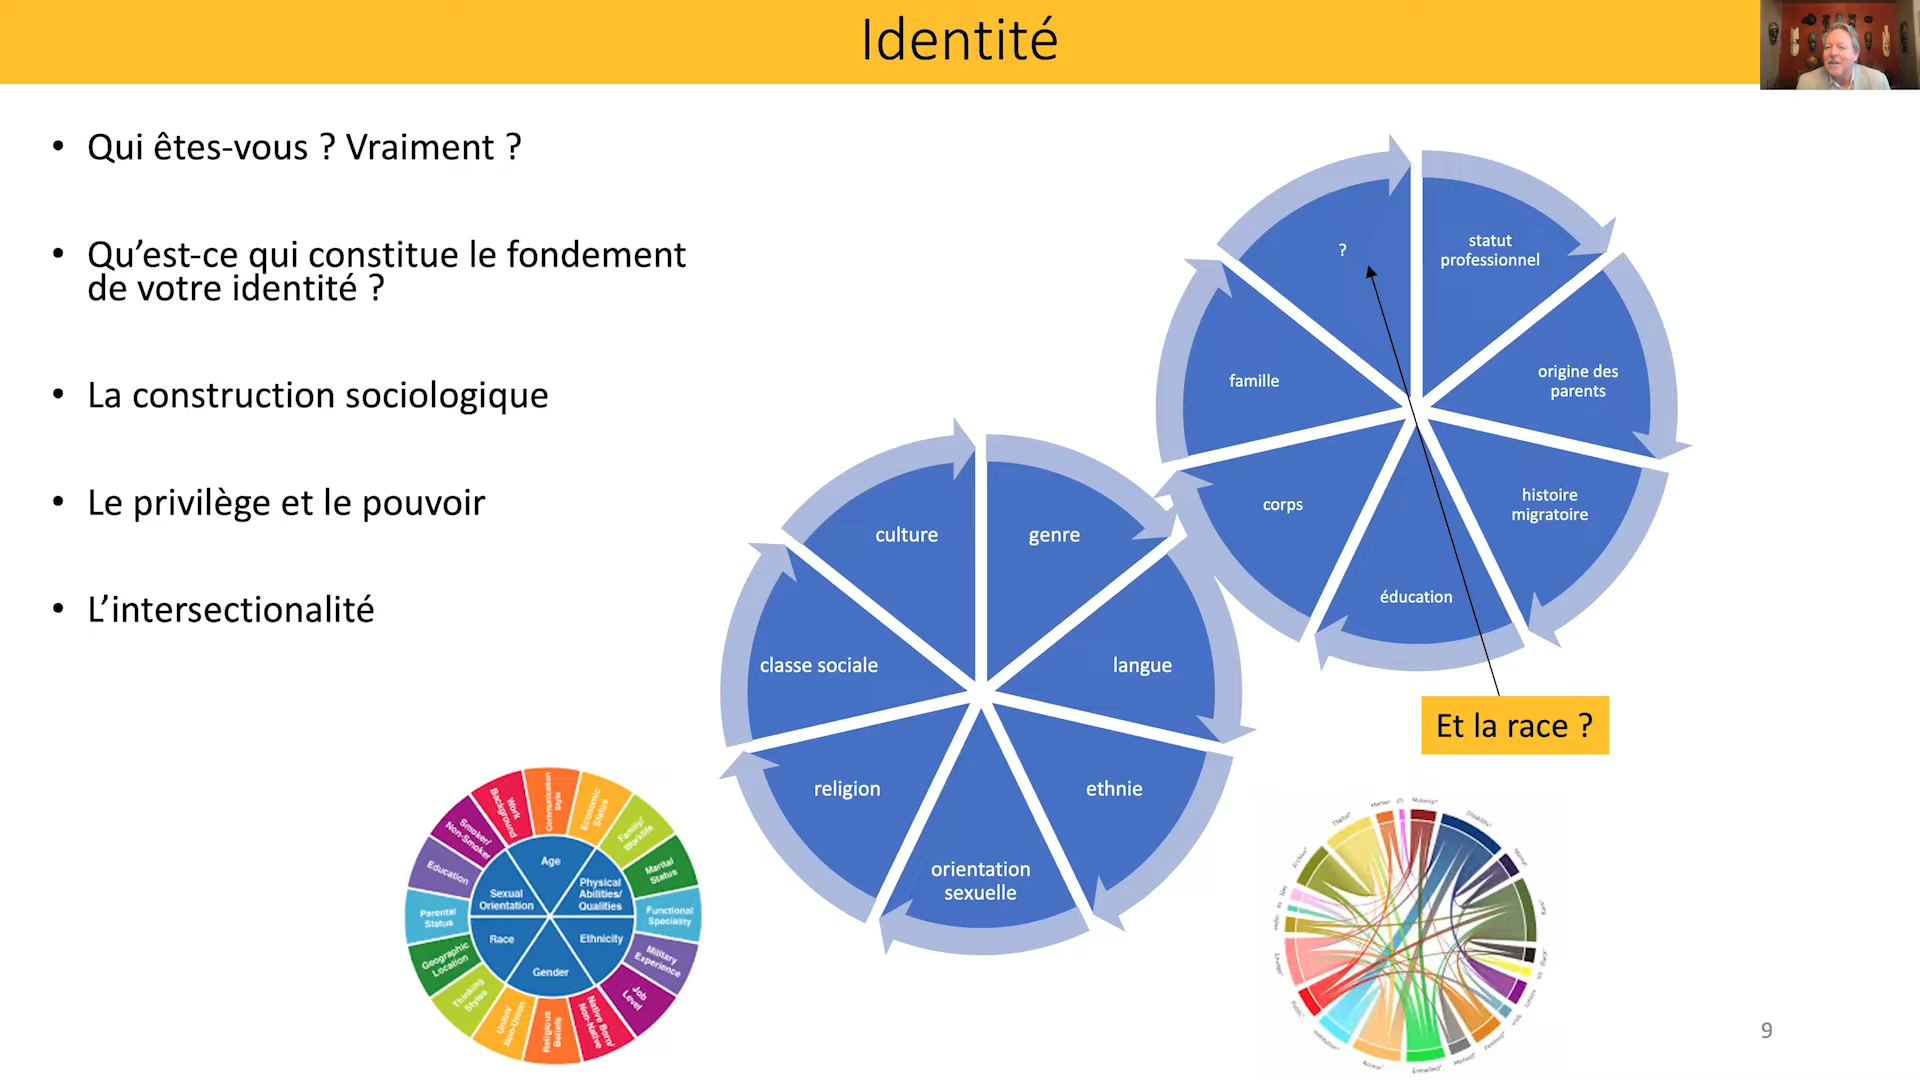 Identité
• Qui êtes-vous ? Vraiment ?
• Qu’est-ce qui constitue le fondement
de votre identité ?
• La construction sociologique
• Le privilège et le pouvoir
• L’intersectionalité
?
statut
professionnel
origine des
parents
histoire
migratoire
éducation
corps
famille
Et la race ?
culture
genre
langue
ethnie
orientation
sexuelle
religion
classe sociale
Communication
Style
Economic
Status
Family/
Worklife
Marital
Status
Functional
Speciality
Military
Experience
Job
Level
Native Born/
Non-Native
Religious
Beliefs
Union/
Non-Union
Thinking
Styles
Geographic
Location
Parental
Status
Education
Smoker/
Non-Smoker
Work
Background
Age
Physical
Abilities/
Qualities
Ethnicity
Gender
Race
Sexual
Orientation
9